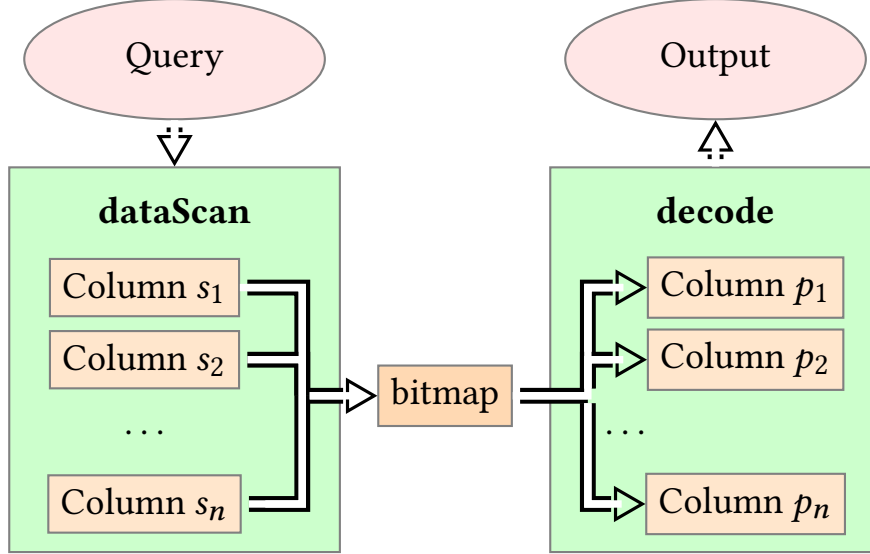 Query
Output
dataScan
Column s1
Column s2
...
Column sn
bitmap
decode
Column p1
Column p2
...
Column pn